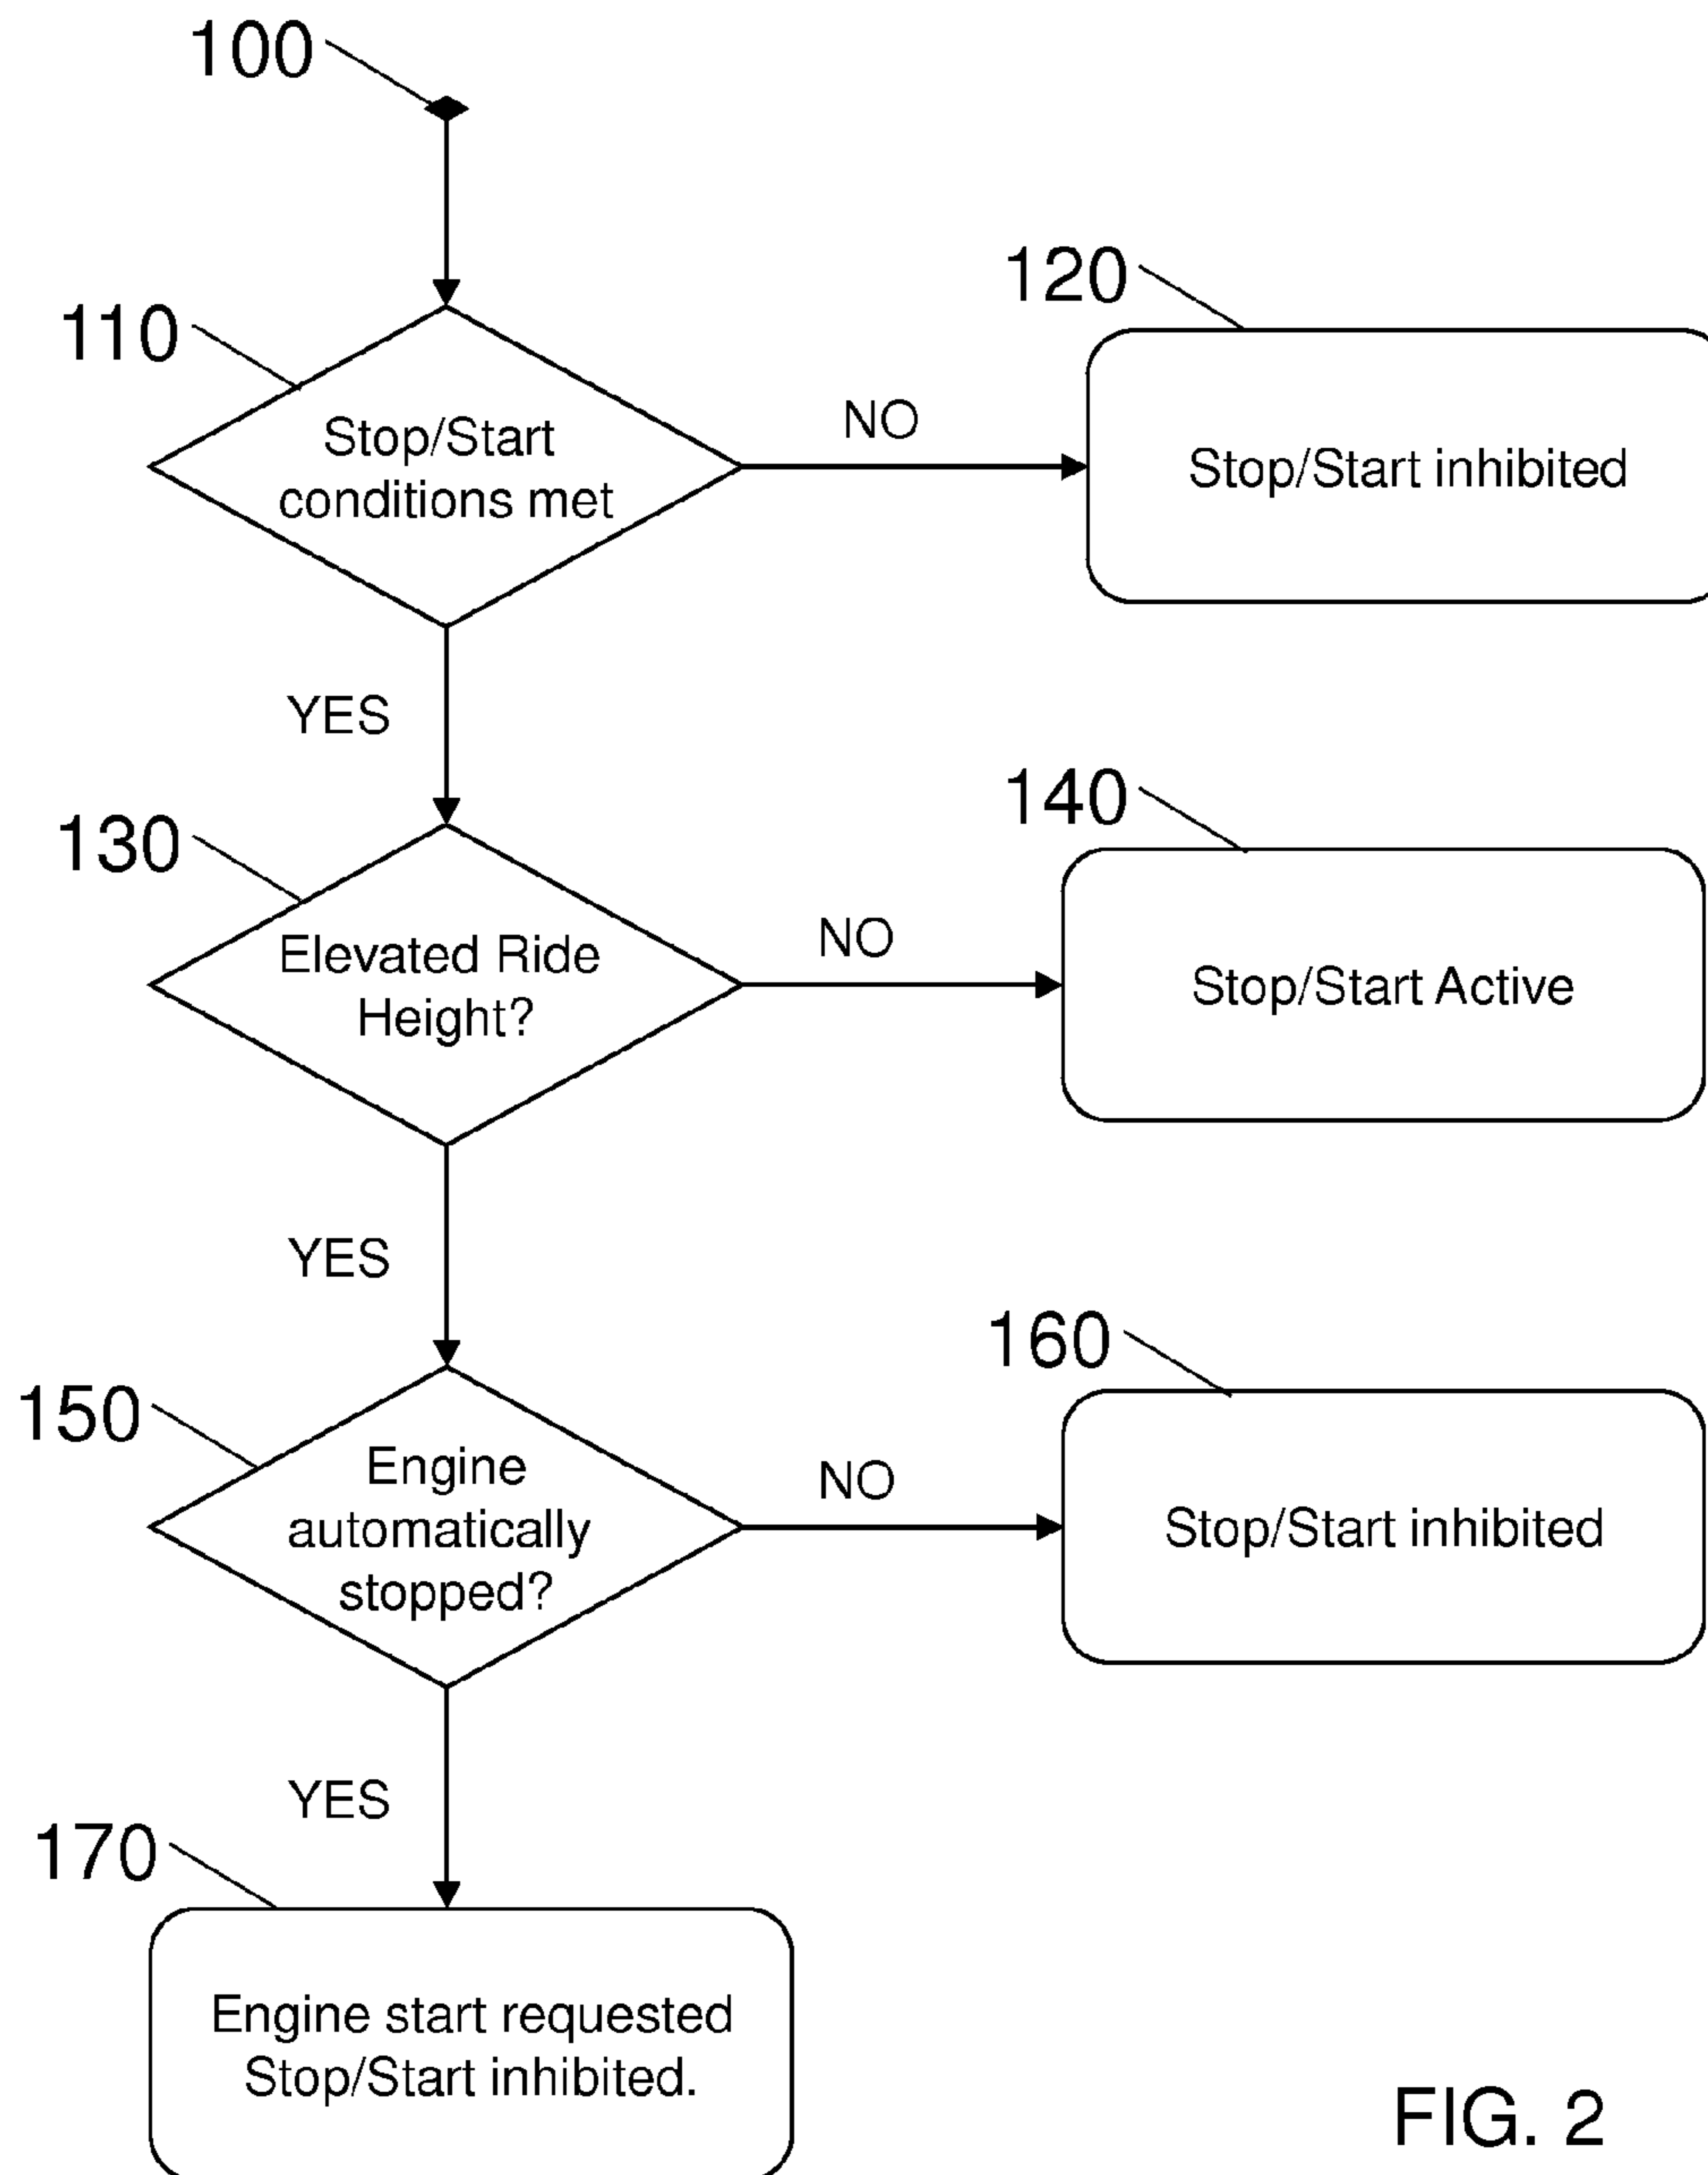 100
110
Stop/Start
conditions met
NO
120
Stop/Start inhibited
YES
130
Elevated Ride
Height?
NO
140
Stop/Start Active
YES
150
Engine
automatically
stopped?
NO
160
Stop/Start inhibited
YES
170
Engine start requested
Stop/Start inhibited.
FIG. 2